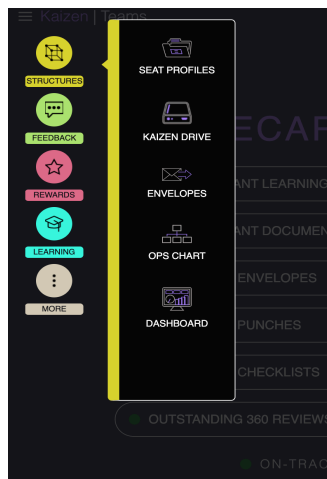 Kaizen | Teams
STRUCTURES
FEEDBACK
REWARDS
LEARNING
MORE
SEAT PROFILES
KAIZEN DRIVE
ENVELOPES
OPS CHART
DASHBOARD
ECAR
ANT LEARNING
ANT DOCUMEN
ENVELOPES
PUNCHES
CHECKLISTS
OUTSTANDING 360 REVIEWS
ON-TRAC